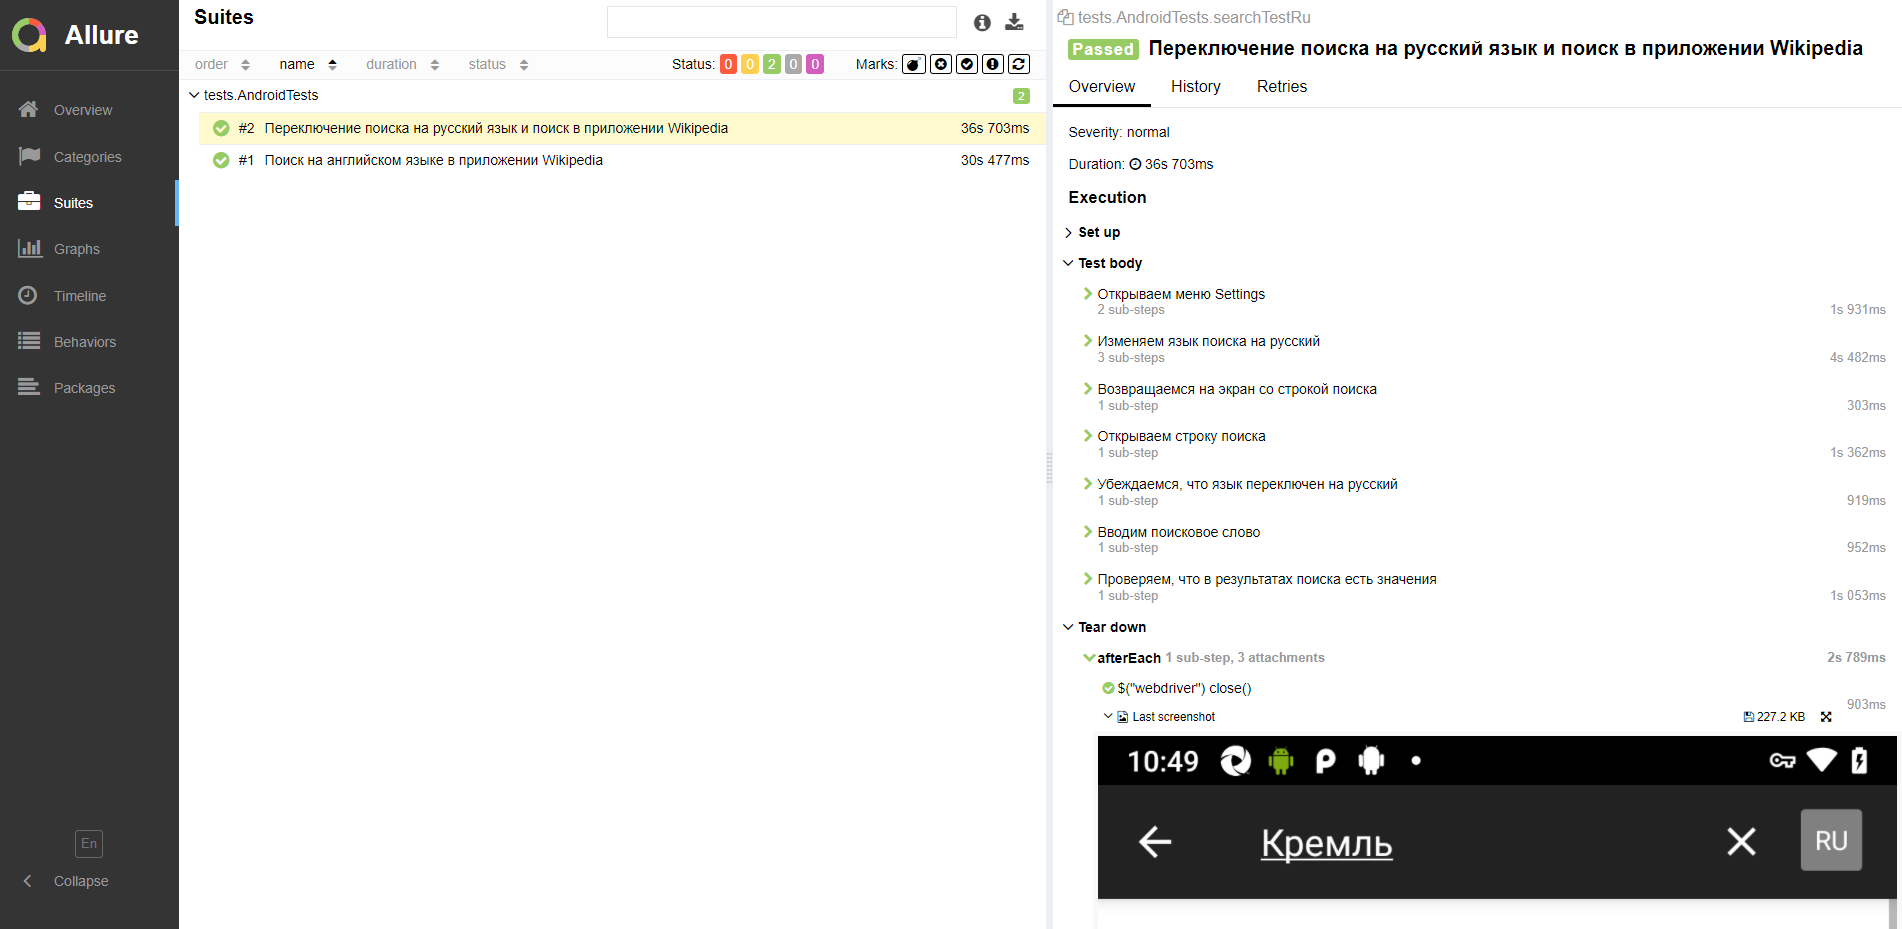 Allure
Overview
Categories
Suites
Graphs
Timeline
Behaviors
Packages
En
Collapse
Suites
order name duration status Status: 0 0 2 0 0 Marks:
tests.AndroidTests 2
#2 Переключение поиска на русский язык и поиск в приложении Wikipedia 36s 703ms
#1 Поиск на английском языке в приложении Wikipedia 30s 477ms
tests.AndroidTests.searchTestRu
Passed Переключение поиска на русский язык и поиск в приложении Wikipedia
Overview History Retries
Severity: normal
Duration: 36s 703ms
Execution
Set up
Test body
Открываем меню Settings
2 sub-steps 1s 931ms
Изменяем язык поиска на русский
3 sub-steps 4s 482ms
Возвращаемся на экран со строкой поиска
1 sub-step 303ms
Открываем строку поиска
1 sub-step 1s 362ms
Убеждаемся, что язык переключен на русский
1 sub-step 919ms
Вводим поисковое слово
1 sub-step 952ms
Проверяем, что в результатах поиска есть значения
1 sub-step 1s 053ms
Tear down
afterEach 1 sub-step, 3 attachments 2s 789ms
$("webdriver") close()
903ms
Last screenshot 227.2 KB
10:49
Кремль RU